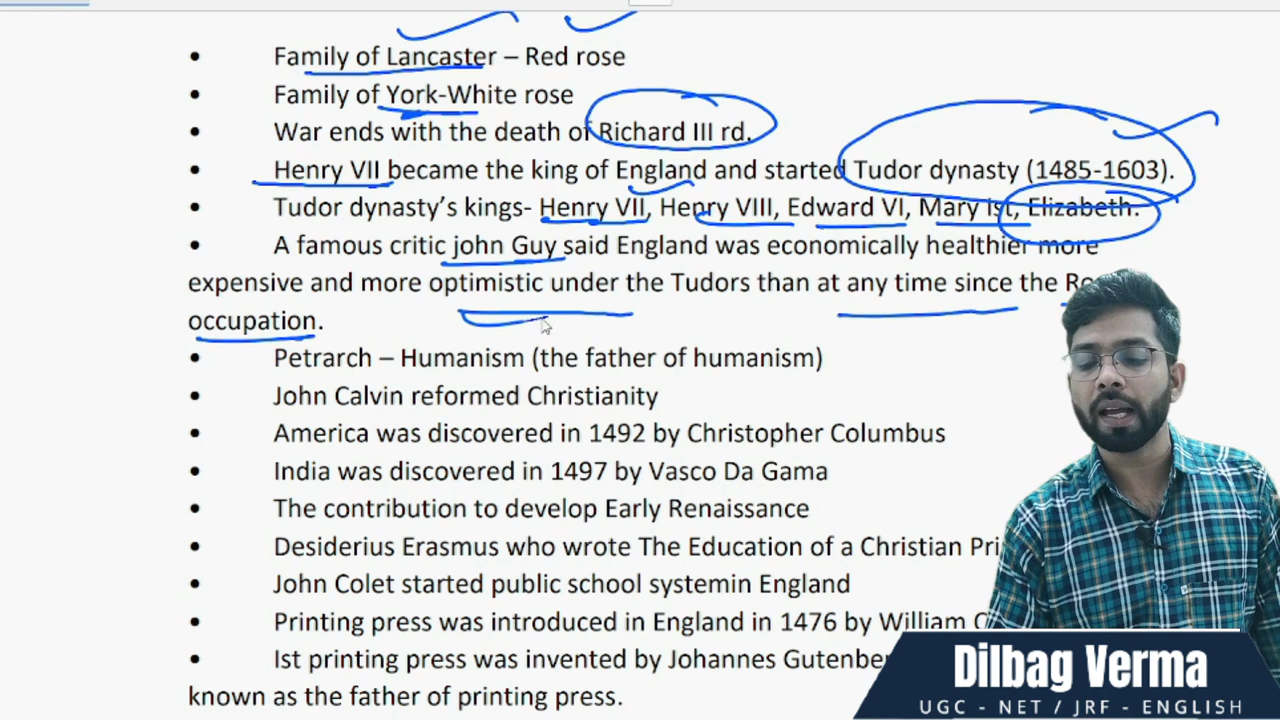 • Family of Lancaster – Red rose
• Family of York-White rose
• War ends with the death of Richard III rd.
• Henry VII became the king of England and started Tudor dynasty (1485-1603).
• Tudor dynasty's kings- Henry VII, Henry VIII, Edward VI, Mary Ist, Elizabeth.
• A famous critic john Guy said England was economically healthier more
expensive and more optimistic under the Tudors than at any time since the
occupation.
• Petrarch – Humanism (the father of humanism)
• John Calvin reformed Christianity
• America was discovered in 1492 by Christopher Columbus
• India was discovered in 1497 by Vasco Da Gama
• The contribution to develop Early Renaissance
• Desiderius Erasmus who wrote The Education of a Christian
• John Colet started public school systemin England
• Printing press was introduced in England in 1476 by William
• Ist printing press was invented by Johannes
known as the father of printing press.
Dilbag Verma
UGC - NET / JRF - ENGLISH